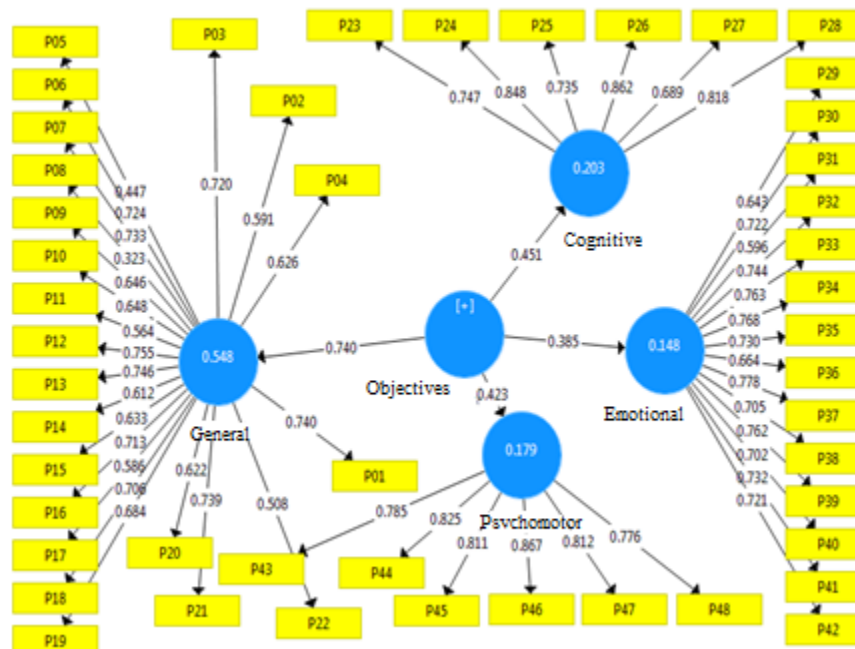 P05
P06
P07
P08
P09
P10
P11
P12
P13
P14
P15
P16
P17
P18
P19
P03
P02
P04
0.447
0.724
0.733
0.323
0.646
0.648
0.564
0.755
0.746
0.612
0.633
0.713
0.586
0.706
0.684
0.720
0.591
0.626
0.548
General
0.622
0.739
0.508
0.740
P20
P21
P22
P01
0.740
[+]
Objectives
0.451
0.385
0.423
P23
P24
P25
P26
P27
P28
0.747
0.848
0.735
0.862
0.689
0.818
0.203
Cognitive
0.148
Emotional
0.643
0.722
0.596
0.744
0.763
0.768
0.730
0.664
0.778
0.705
0.762
0.702
0.732
0.721
P29
P30
P31
P32
P33
P34
P35
P36
P37
P38
P39
P40
P41
P42
0.179
Psychomotor
0.785
0.825
0.811
0.867
0.812
0.776
P43
P44
P45
P46
P47
P48